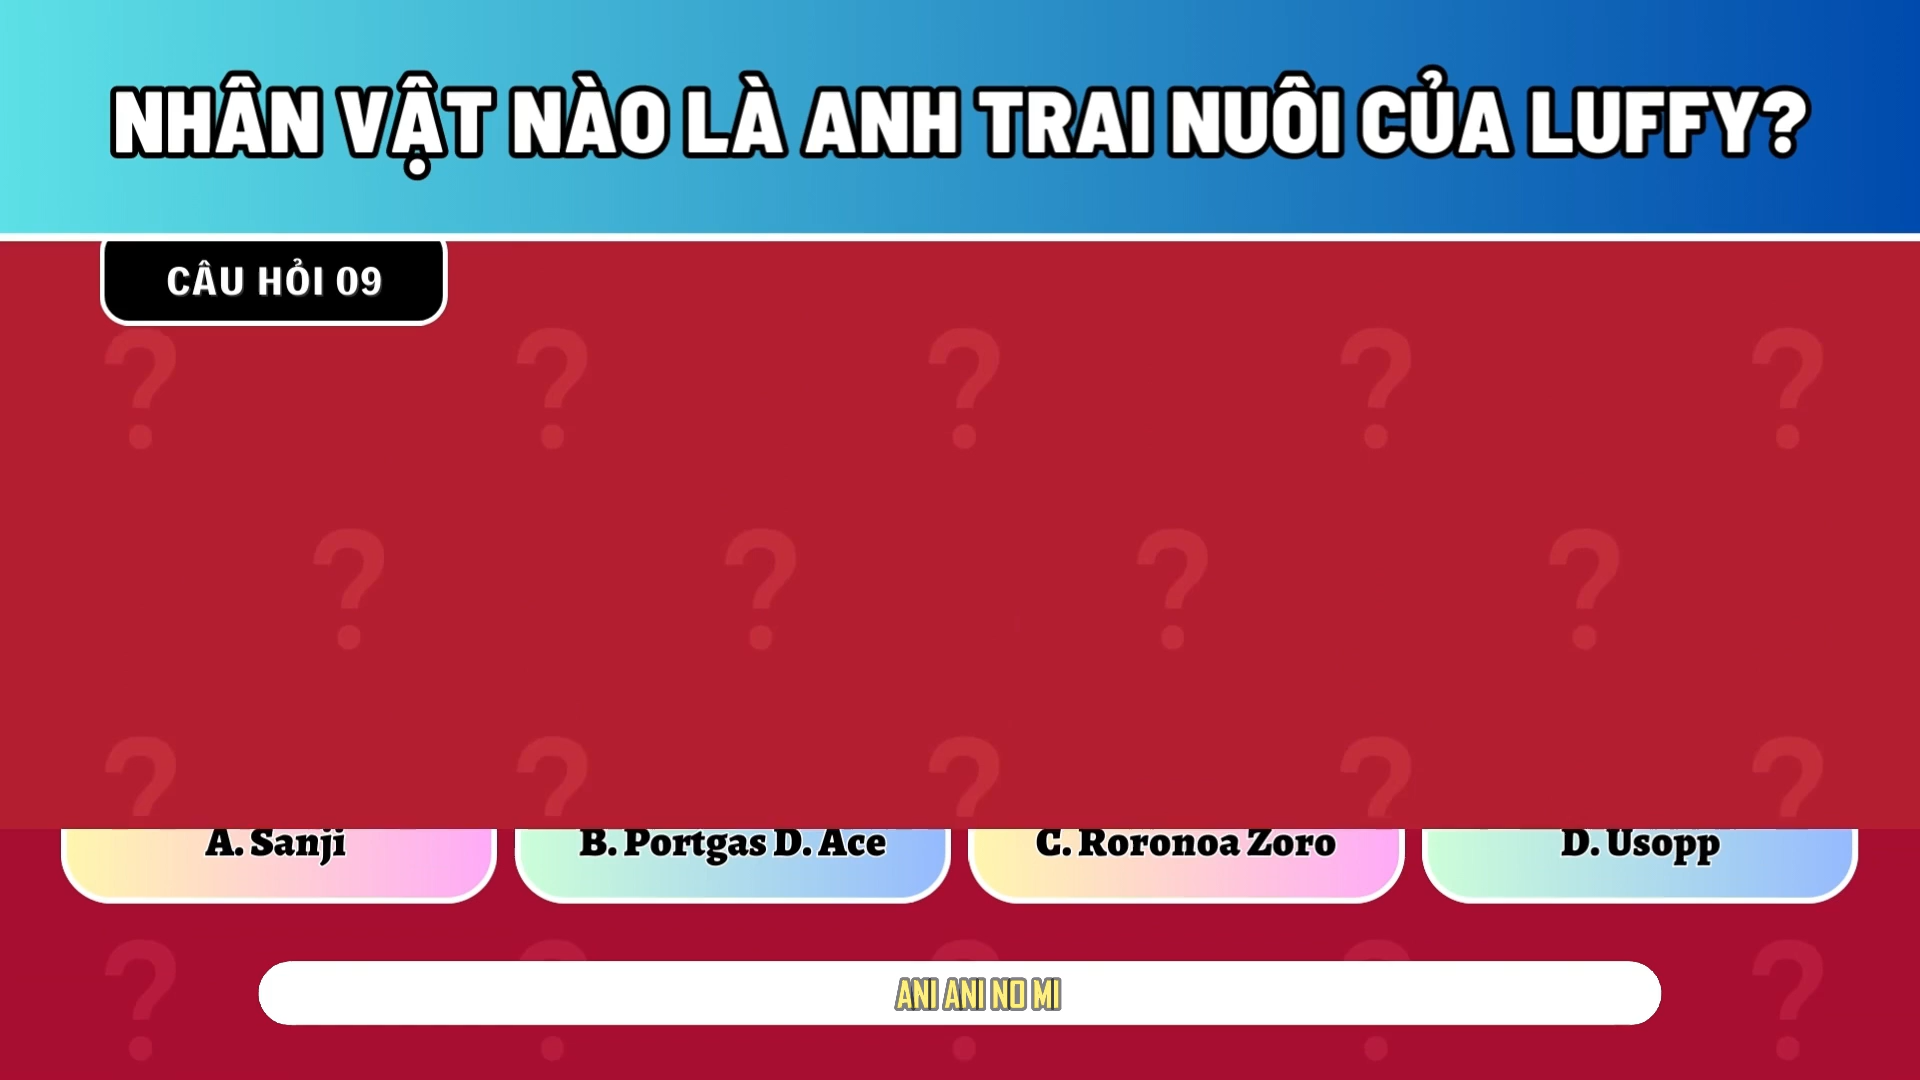 NHÂN VẬT NÀO LÀ ANH TRAI NUÔI CỦA LUFFY?
CÂU HỎI 09
A. Sanji
B. Portgas D. Ace
C. Roronoa Zoro
D. Usopp
ANI ANI NO MI